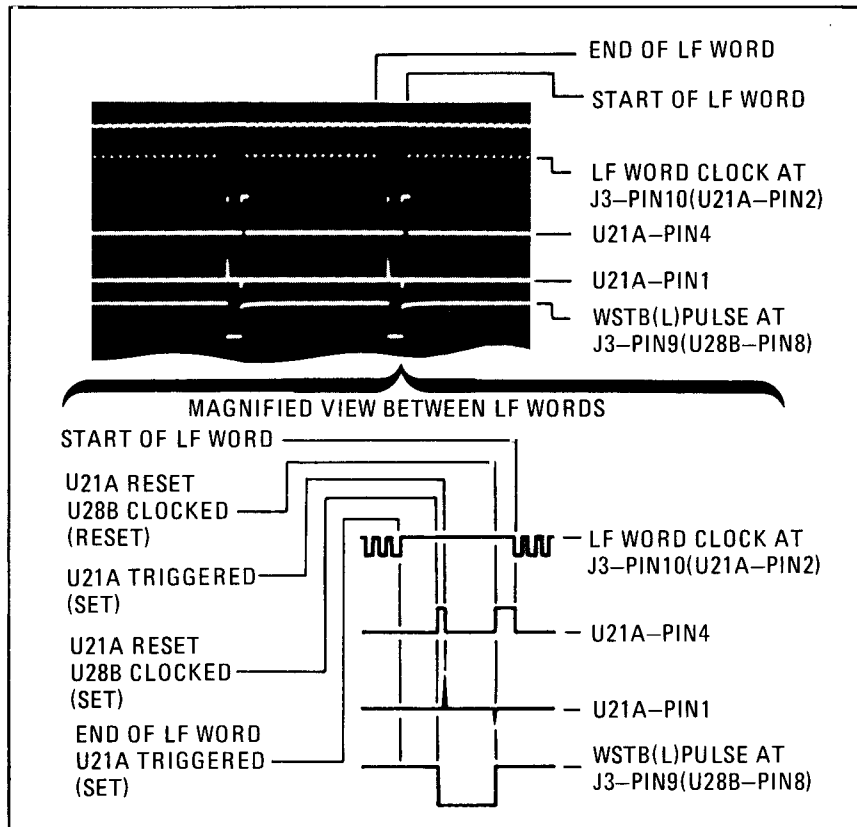 END OF LF WORD
START OF LF WORD
LF WORD CLOCK AT
J3–PIN10(U21A–PIN2)
U21A–PIN4
U21A–PIN1
WSTB(L)PULSE AT
J3–PIN9(U28B–PIN8)
MAGNIFIED VIEW BETWEEN LF WORDS
START OF LF WORD
U21A RESET
U28B CLOCKED
(RESET)
U21A TRIGGERED
(SET)
U21A RESET
U28B CLOCKED
(SET)
END OF LF WORD
U21A TRIGGERED
(SET)
LF WORD CLOCK AT
J3–PIN10(U21A–PIN2)
U21A–PIN4
U21A–PIN1
WSTB(L)PULSE AT
J3–PIN9(U28B–PIN8)